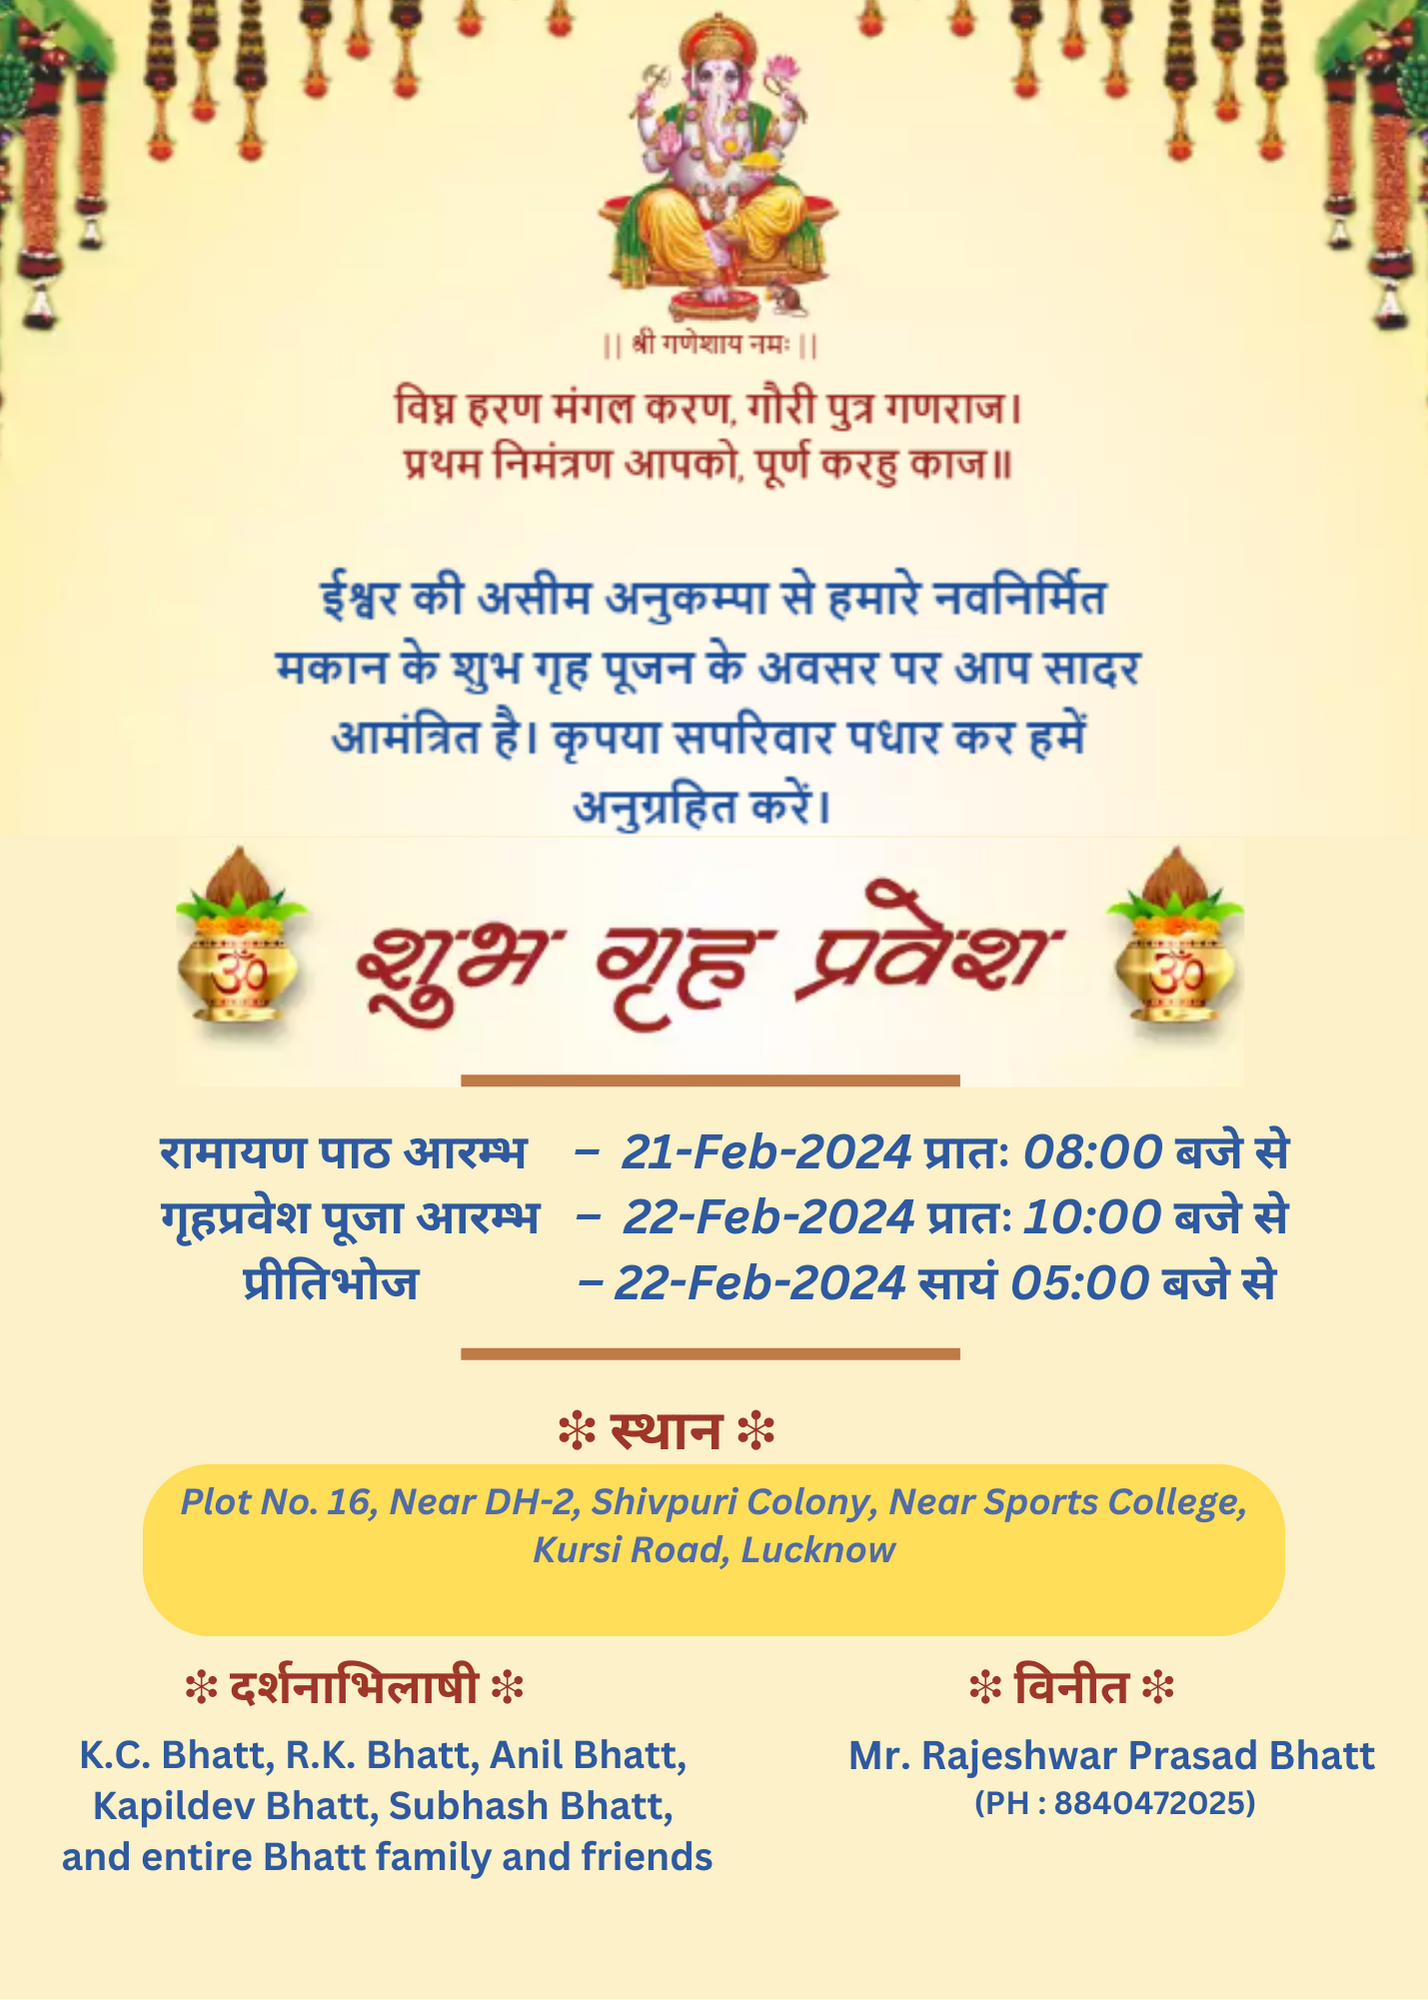 || श्री गणेशाय नमः ||
विघ्न हरण मंगल करण, गौरी पुत्र गणराज।
प्रथम निमंत्रण आपको, पूर्ण करहु काज॥
ईश्वर की असीम अनुकम्पा से हमारे नवनिर्मित
मकान के शुभ गृह पूजन के अवसर पर आप सादर
आमंत्रित है। कृपया सपरिवार पधार कर हमें
अनुग्रहित करें।
ॐ शुभ गृह प्रवेश ॐ
रामायण पाठ आरम्भ – 21-Feb-2024 प्रातः 08:00 बजे से
गृहप्रवेश पूजा आरम्भ – 22-Feb-2024 प्रातः 10:00 बजे से
प्रीतिभोज – 22-Feb-2024 सायं 05:00 बजे से
❇ स्थान ❇
Plot No. 16, Near DH-2, Shivpuri Colony, Near Sports College,
Kursi Road, Lucknow
❇ दर्शनाभिलाषी ❇
K.C. Bhatt, R.K. Bhatt, Anil Bhatt,
Kapildev Bhatt, Subhash Bhatt,
and entire Bhatt family and friends
❇ विनीत ❇
Mr. Rajeshwar Prasad Bhatt
(PH : 8840472025)